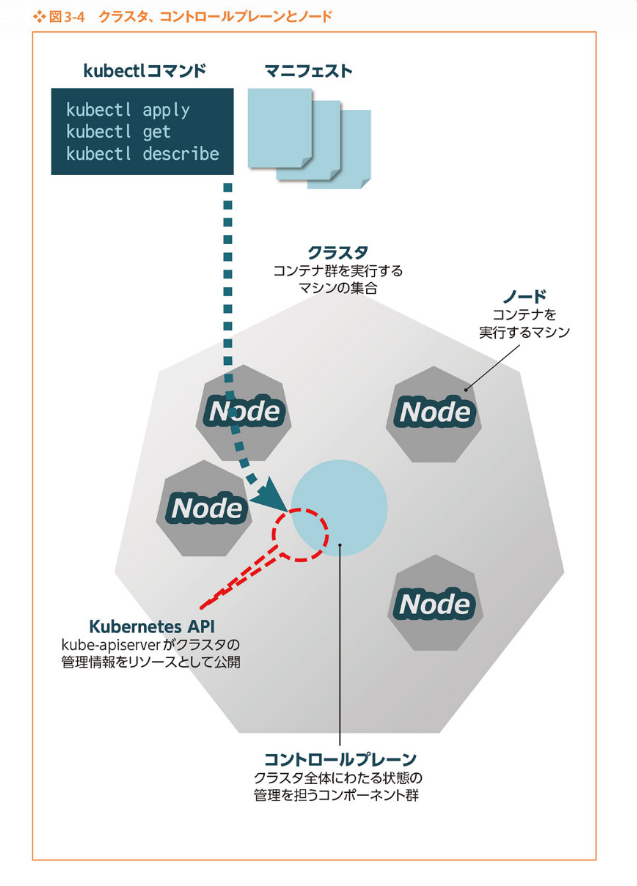 ❖図3-4 クラスタ、コントロールプレーンとノード
kubectlコマンド
マニフェスト
kubectl apply
kubectl get
kubectl describe
クラスタ
コンテナ群を実行する
マシンの集合
ノード
コンテナを
実行するマシン
Node
Node
Node
Node
Kubernetes API
kube-apiserverがクラスタの
管理情報をリソースとして公開
コントロールプレーン
クラスタ全体にわたる状態の
管理を担うコンポーネント群